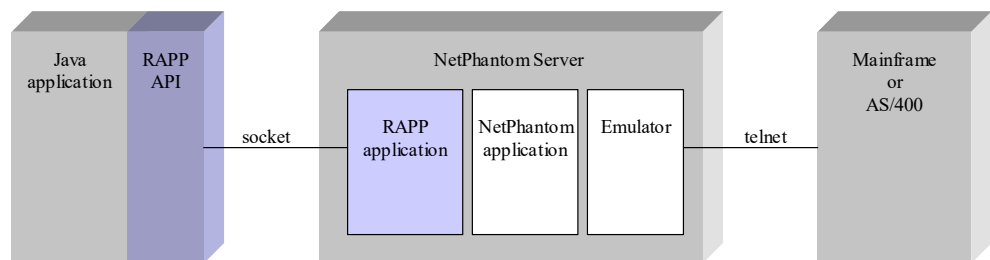 Java
application
RAPP
API
socket
NetPhantom Server
RAPP
application
NetPhantom
application
Emulator
telnet
Mainframe
or
AS/400